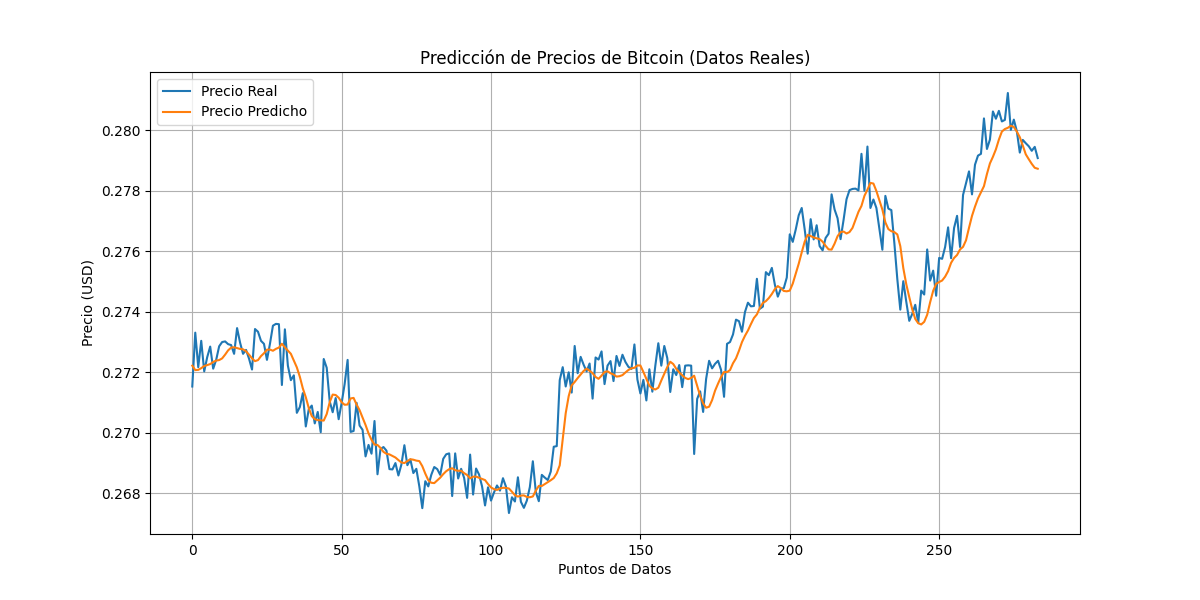 Predicción de Precios de Bitcoin (Datos Reales)
Precio Real
Precio Predicho
Precio (USD)
0.280
0.278
0.276
0.274
0.272
0.270
0.268
0 50 100 150 200 250
Puntos de Datos